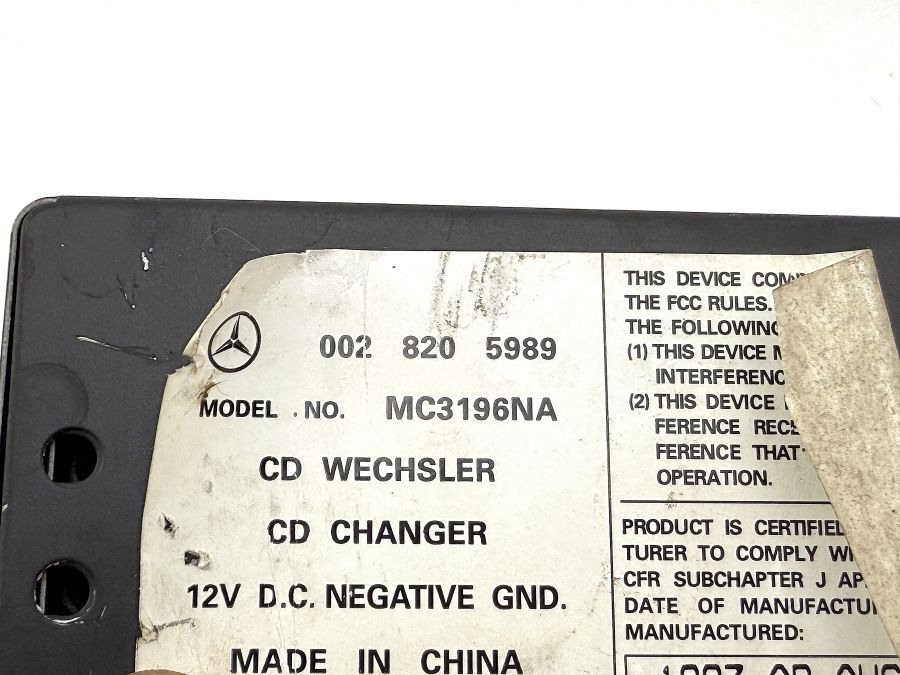 002 820 5989
MODEL .NO. MC3196NA
CD WECHSLER
CD CHANGER
12V D.C. NEGATIVE GND.
MADE IN CHINA
THIS DEVICE
THE FCC RULES.
THE FOLLOWING
(1) THIS DEVICE
INTERFERENC
(2) THIS DEVICE
FERENCE
FERENCE THAT
OPERATION.
PRODUCT IS CERTIFIE
TURER TO COMPLY
CFR SUBCHAPTER J
DATE OF MANUFACTU
MANUFACTURED: